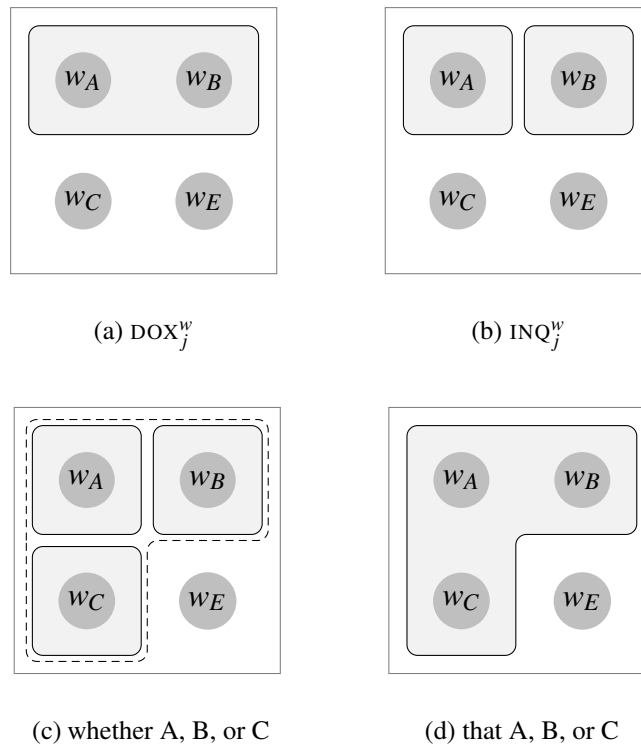 w_A w_B w_A w_B
w_C w_E w_C w_E
(a) DOX_j^w (b) INQ_j^w
w_A w_B w_A w_B
w_C w_E w_C w_E
(c) whether A, B, or C (d) that A, B, or C